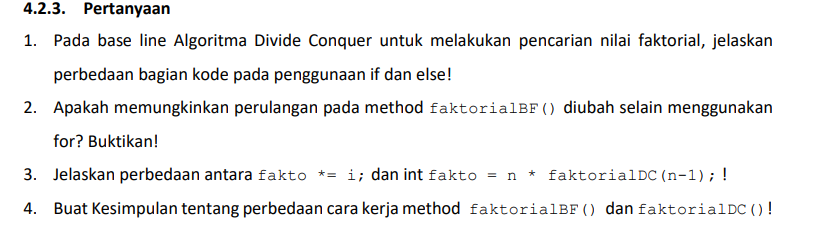 4.2.3. Pertanyaan
1. Pada base line Algoritma Divide Conquer untuk melakukan pencarian nilai faktorial, jelaskan
perbedaan bagian kode pada penggunaan if dan else!
2. Apakah memungkinkan perulangan pada method faktorialBF() diubah selain menggunakan
for? Buktikan!
3. Jelaskan perbedaan antara fakto *= i; dan int fakto = n * faktorialDC(n-1); !
4. Buat Kesimpulan tentang perbedaan cara kerja method faktorialBF() dan faktorialDC()!